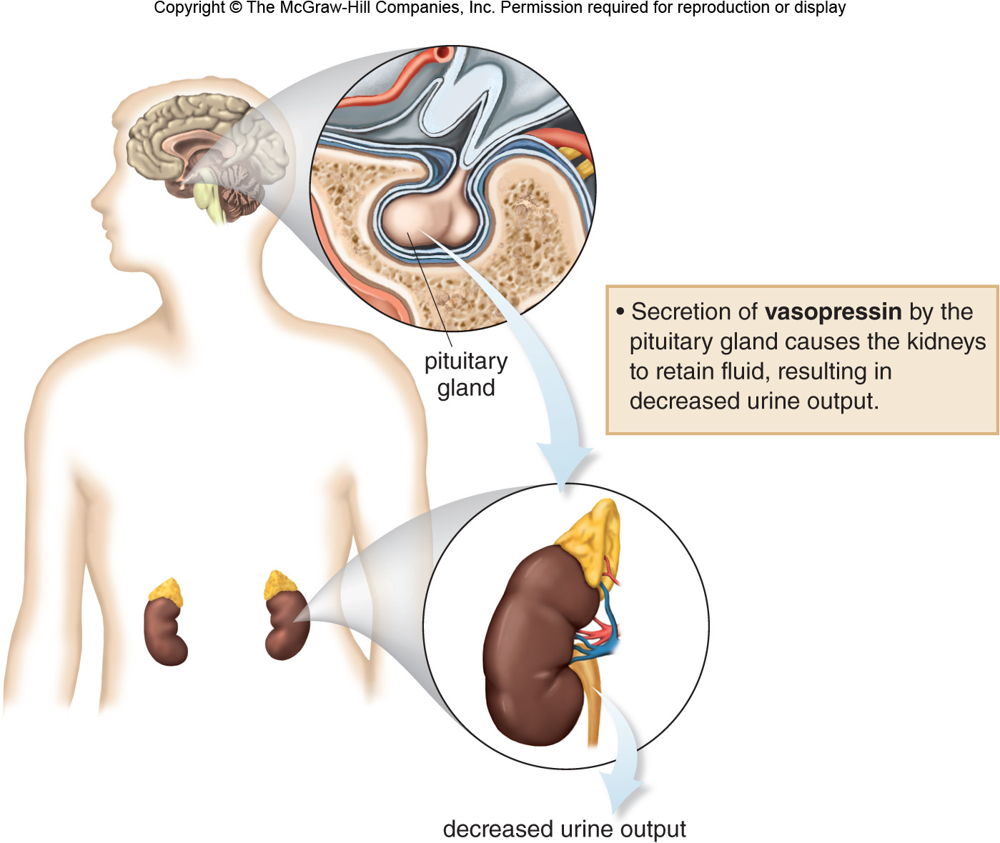 Copyright © The McGraw-Hill Companies, Inc. Permission required for reproduction or display
• Secretion of vasopressin by the
pituitary gland causes the kidneys
to retain fluid, resulting in
decreased urine output.
pituitary
gland
decreased urine output